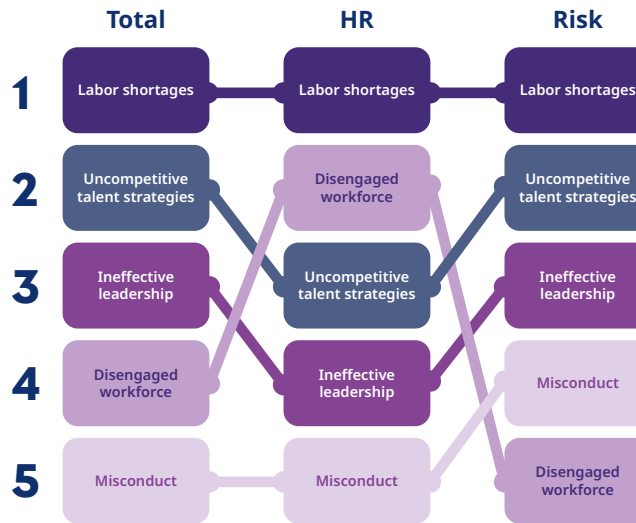 Total HR Risk
1 Labor shortages Labor shortages Labor shortages
2 Uncompetitive talent strategies Disengaged workforce Uncompetitive talent strategies
3 Ineffective leadership Uncompetitive talent strategies Ineffective leadership
4 Disengaged workforce Ineffective leadership Misconduct
5 Misconduct Misconduct Disengaged workforce